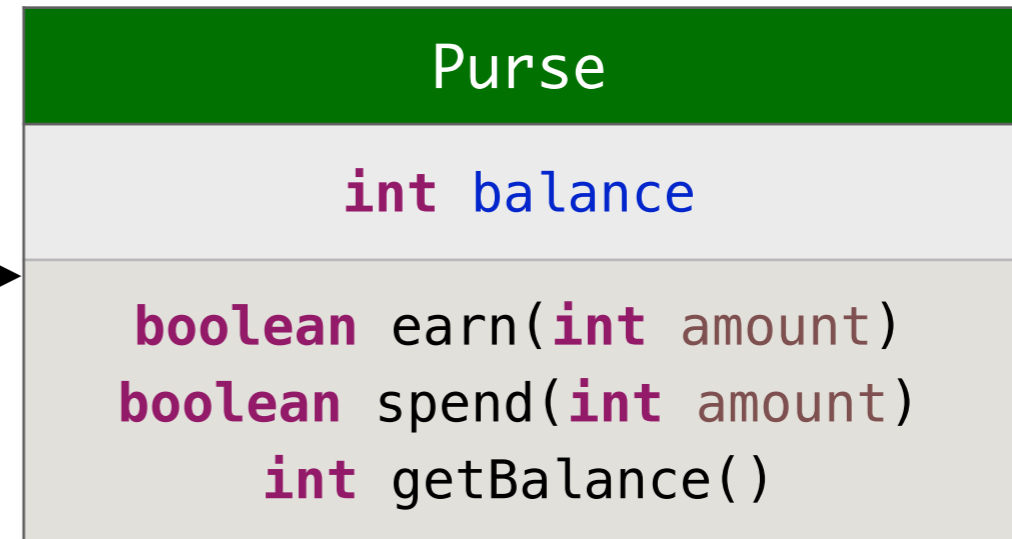 Purse
int balance
boolean earn(int amount)
boolean spend(int amount)
int getBalance()